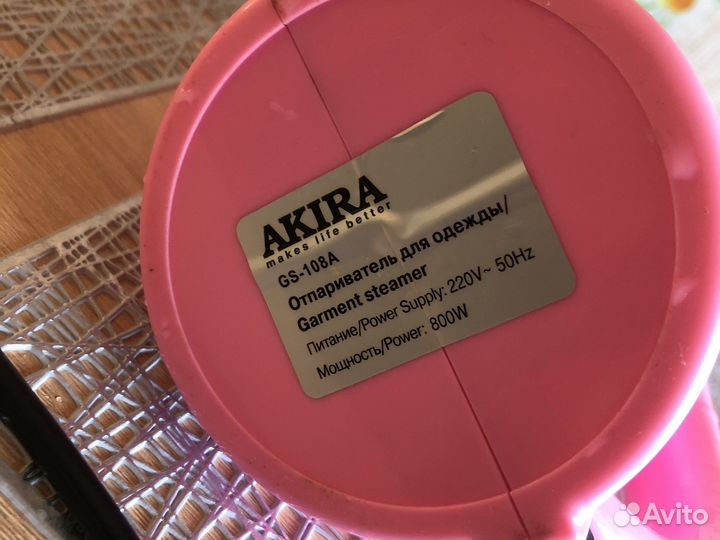 AKIRA
makes life better
GS-108A
Отпариватель для одежды/
Garment steamer
Питание/Power Supply: 220V~ 50Hz
Мощность/Power: 800W
Avito